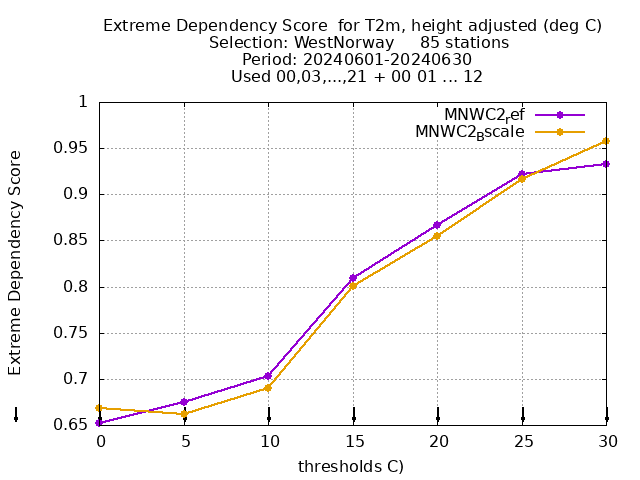 Extreme Dependency Score  for T2m, height adjusted (deg C)
Selection: WestNorway     85 stations
Period: 20240601-20240630
Used 00,03,...,21 + 00 01 ... 12
MNWC2_ref
MNWC2_Bscale
Extreme Dependency Score
1
0.95
0.9
0.85
0.8
0.75
0.7
0.65
0 5 10 15 20 25 30
thresholds C)